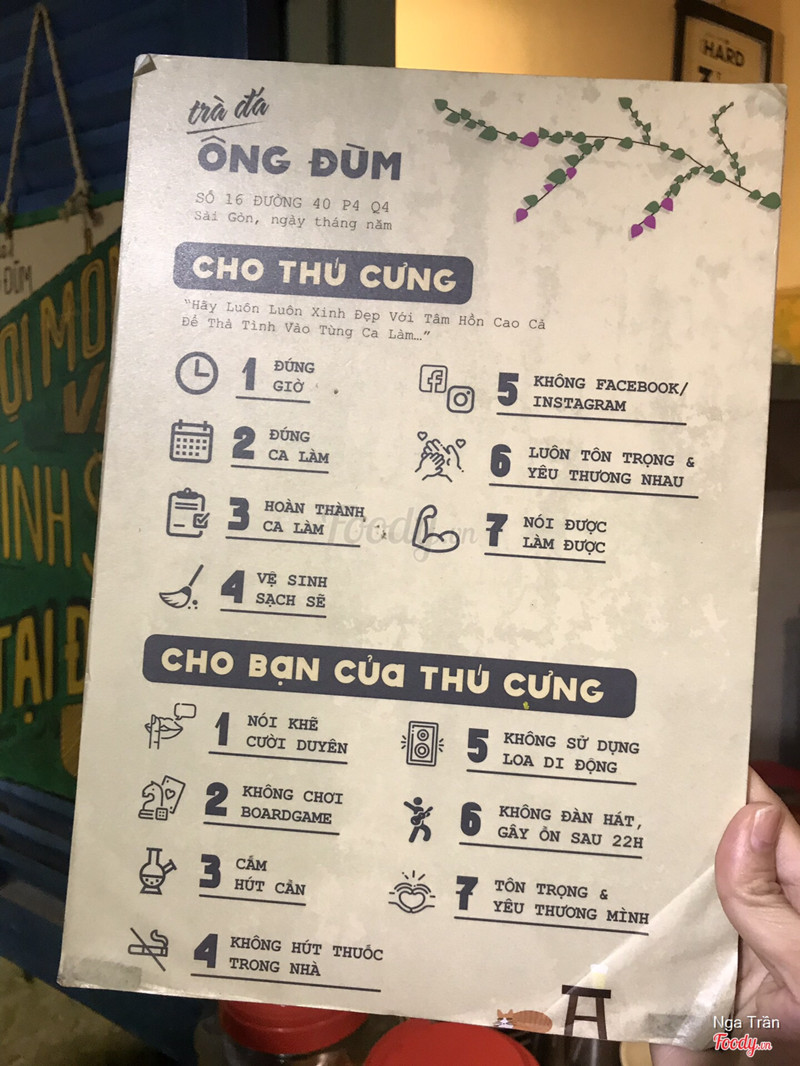 HARD
trà đá
ÔNG ĐÙM
SỐ 16 ĐƯỜNG 40 P4 Q4
Sài Gòn, ngày tháng năm
CHO THÚ CƯNG
"Hãy Luôn Luôn Xinh Đẹp Với Tâm Hồn Cao Cả
Để Thả Tình Vào Từng Ca Làm…"
1 ĐÚNG
GIỜ
2 ĐÚNG
CA LÀM
3 HOÀN THÀNH
CA LÀM
4 VỆ SINH
SẠCH SẼ
5 KHÔNG FACEBOOK/
INSTAGRAM
6 LUÔN TÔN TRỌNG &
YÊU THƯƠNG NHAU
7 NÓI ĐƯỢC
LÀM ĐƯỢC
Foody.vn
CHO BẠN CỦA THÚ CƯNG
1 NÓI KHẼ
CƯỜI DUYÊN
2 KHÔNG CHƠI
BOARDGAME
3 CẤM
HÚT CẦN
4 KHÔNG HÚT THUỐC
TRONG NHÀ
5 KHÔNG SỬ DỤNG
LOA DI ĐỘNG
6 KHÔNG ĐÀN HÁT,
GÂY ỒN SAU 22H
7 TÔN TRỌNG &
YÊU THƯƠNG MÌNH
Nga Trần
Foody.vn